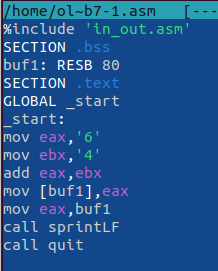 /home/ol~b7-1.asm [---
%include 'in_out.asm'
SECTION .bss
buf1: RESB 80
SECTION .text
GLOBAL _start
_start:
mov eax,'6'
mov ebx,'4'
add eax,ebx
mov [buf1],eax
mov eax,buf1
call sprintLF
call quit